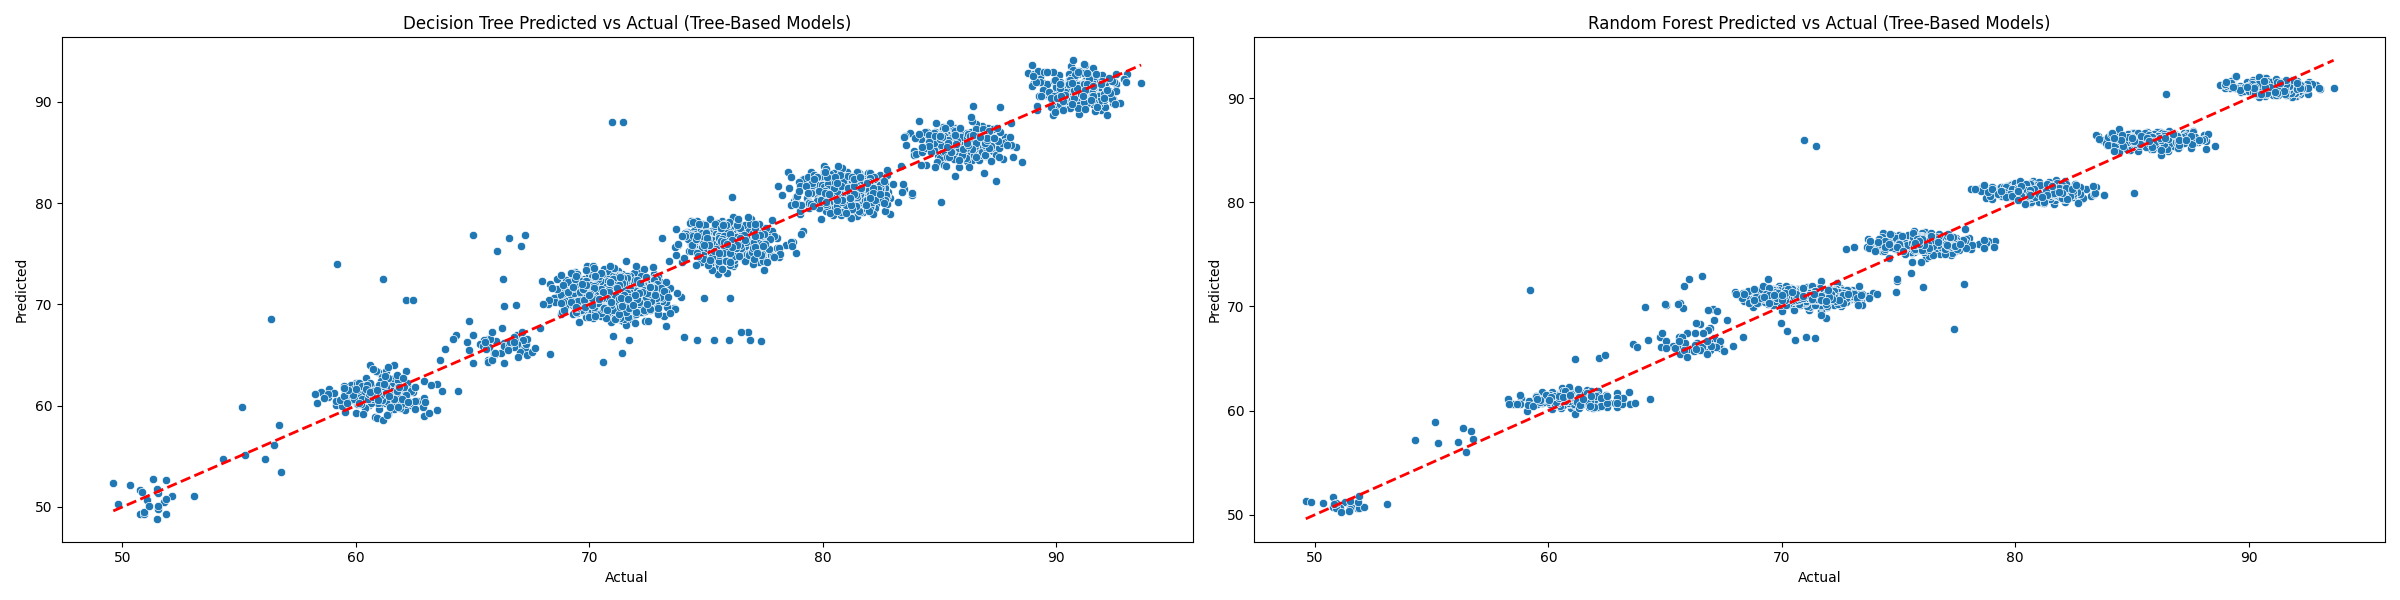 Decision Tree Predicted vs Actual (Tree-Based Models)
Predicted
90
80
70
60
50
50 60 70 80 90
Actual
Random Forest Predicted vs Actual (Tree-Based Models)
Predicted
90
80
70
60
50
50 60 70 80 90
Actual